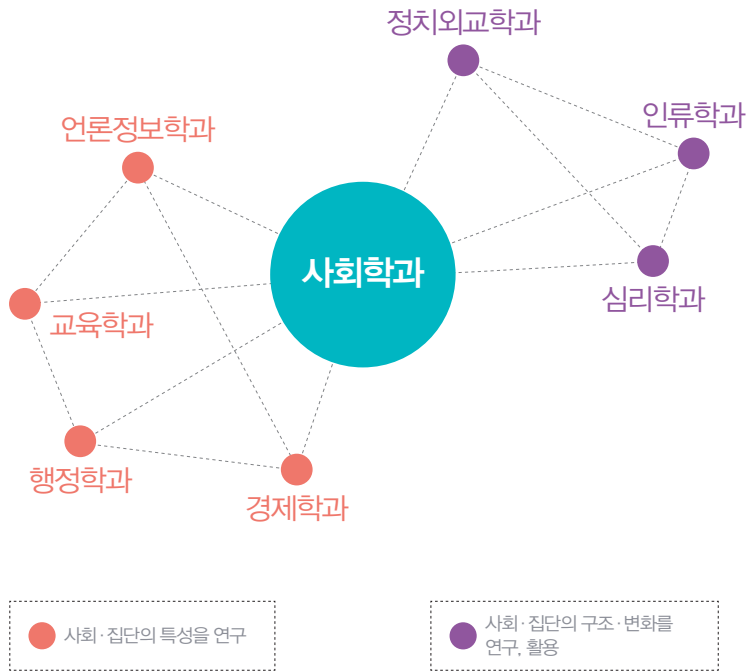 정치외교학과
인류학과
언론정보학과
사회학과
심리학과
교육학과
행정학과
경제학과
사회·집단의 특성을 연구
사회·집단의 구조·변화를
연구, 활용